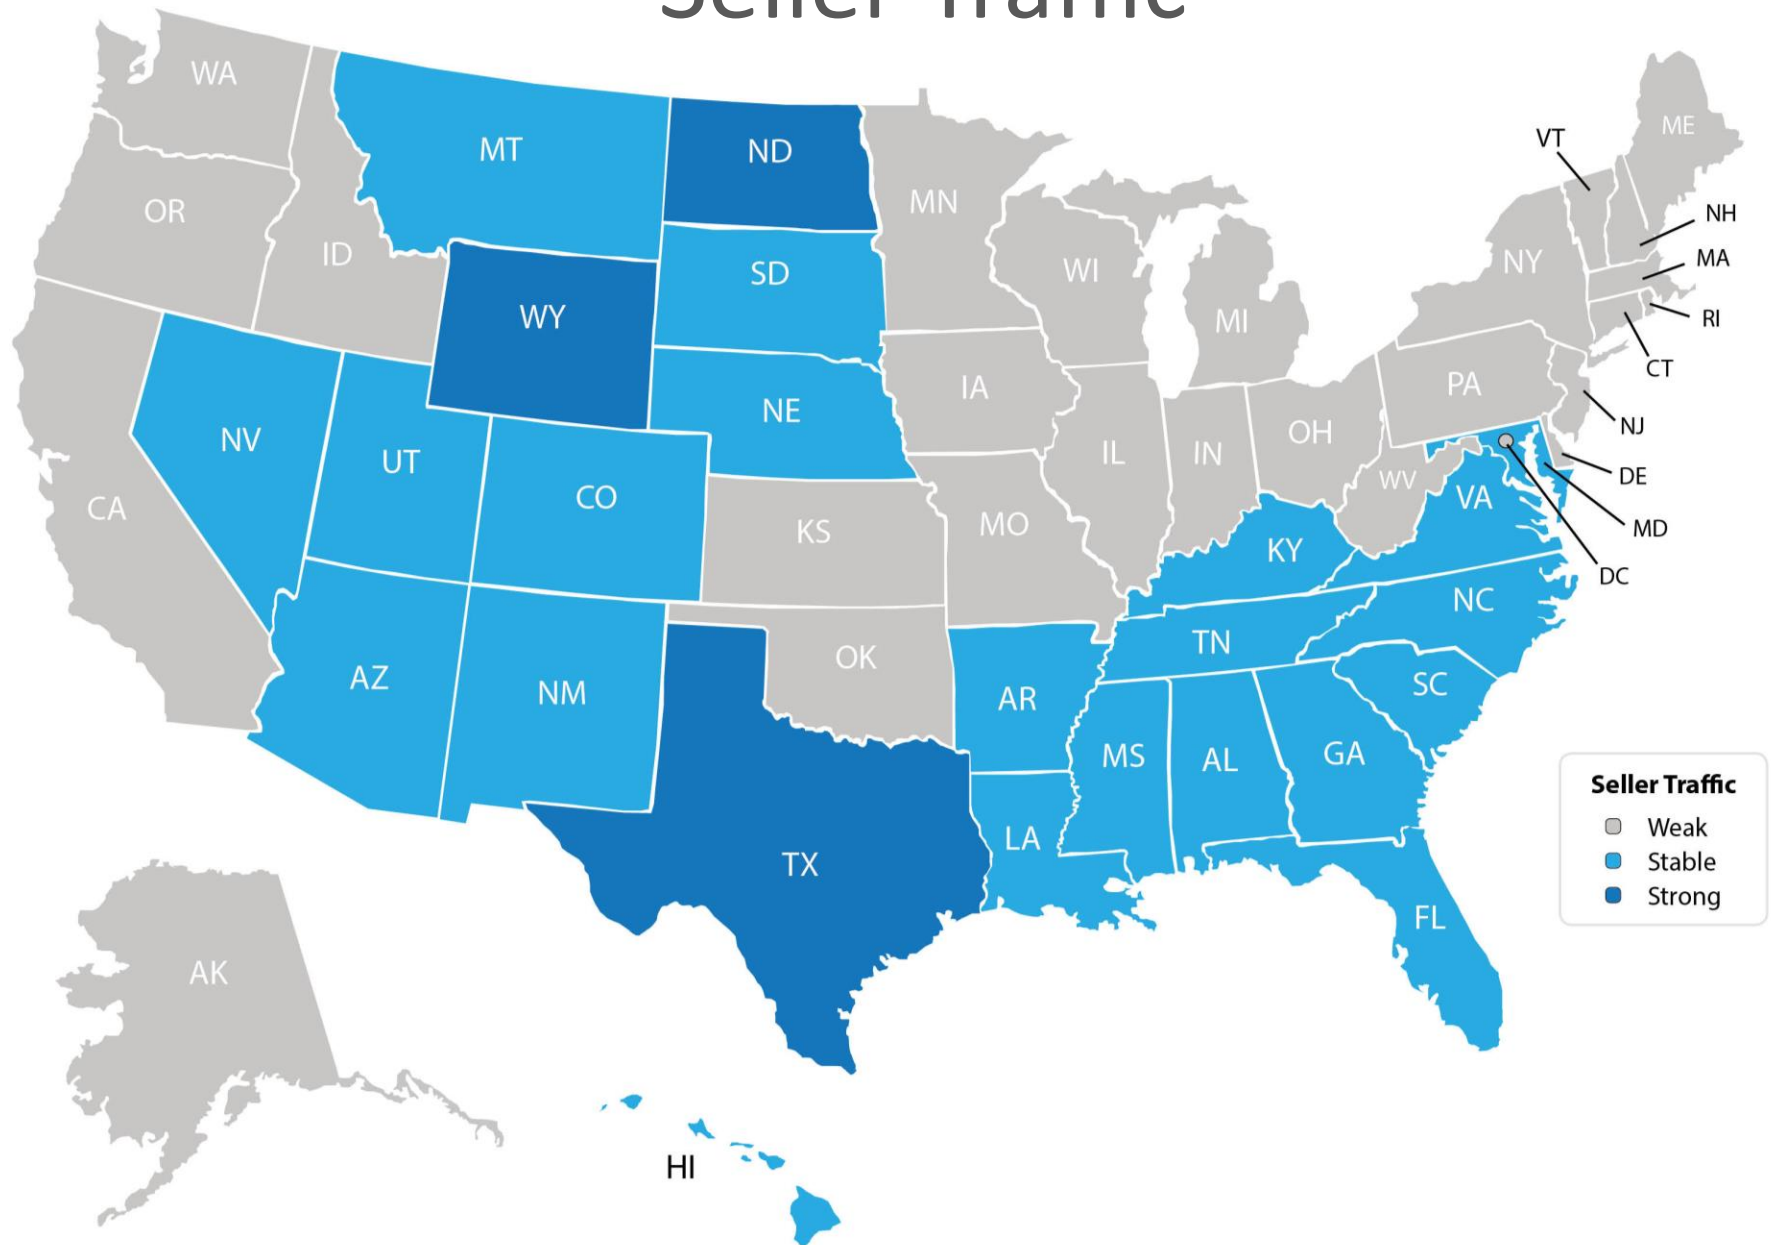 Seller Traffic
WA
MT
ND
ME
VT
OR
MN
NH
ID
MA
NY
WI
SD
WY
RI
MI
CT
IA
PA
NE
NJ
NV
OH
IL
IN
UT
DE
WV
CO
VA
CA
KS
MO
MD
KY
DC
NC
TN
OK
AZ
SC
NM
AR
MS
AL
GA
Seller Traffic
Weak
Stable
Strong
LA
TX
FL
AK
HI